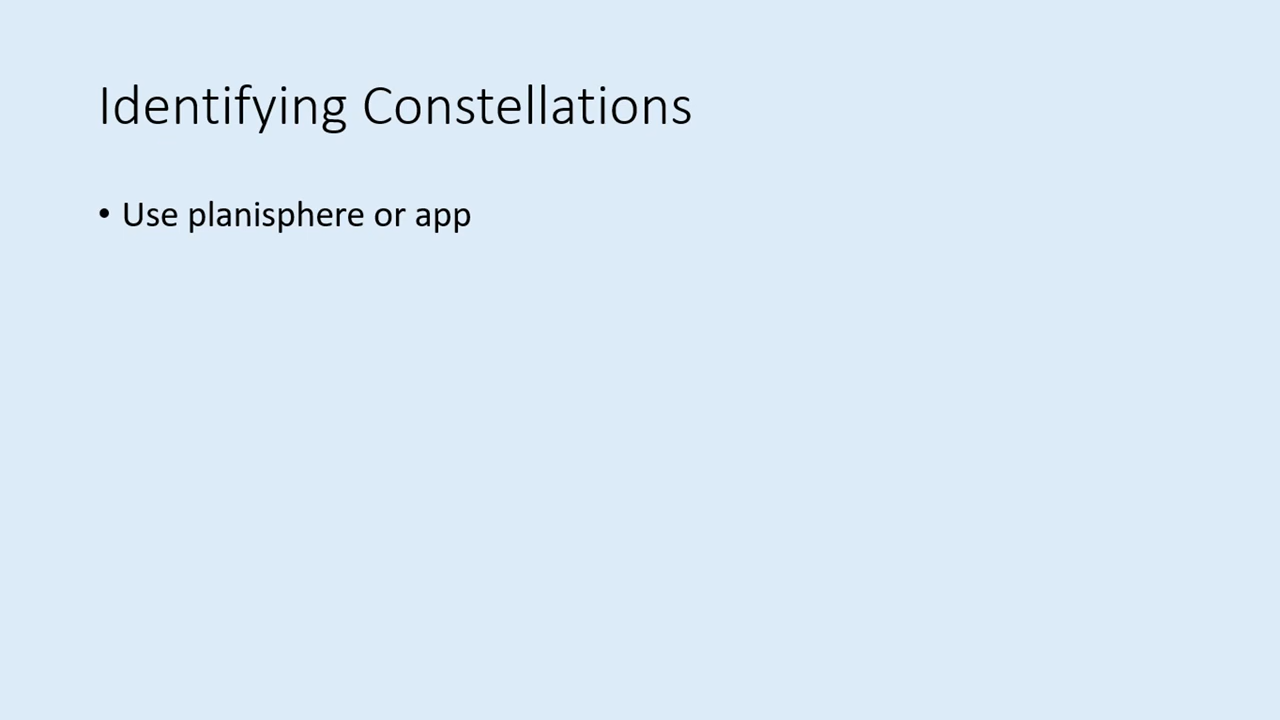 Identifying Constellations
• Use planisphere or app